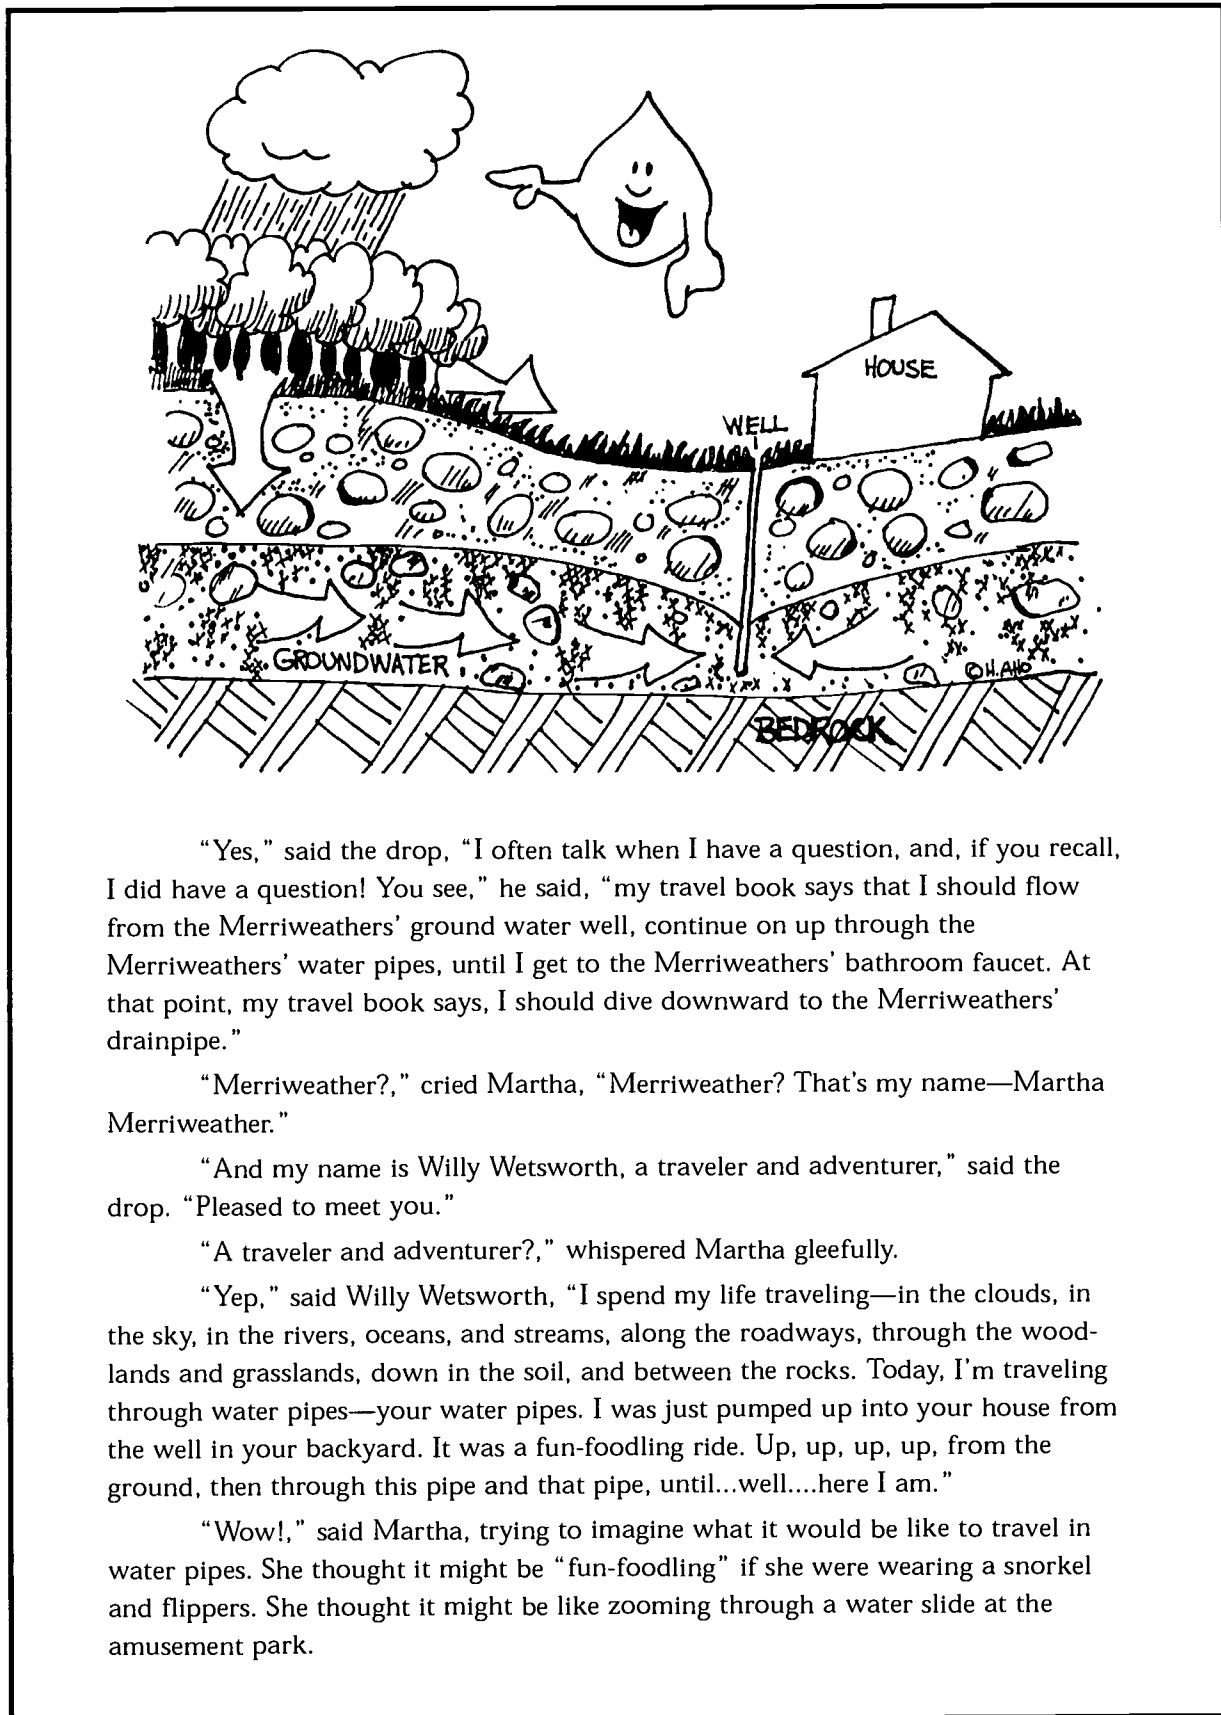 HOUSE
WELL
GROUNDWATER
©H.AHO
BEDROCK
“Yes,” said the drop, “I often talk when I have a question, and, if you recall,
I did have a question! You see,” he said, “my travel book says that I should flow
from the Merriweathers’ ground water well, continue on up through the
Merriweathers’ water pipes, until I get to the Merriweathers’ bathroom faucet. At
that point, my travel book says, I should dive downward to the Merriweathers’
drainpipe.”
“Merriweather?,” cried Martha, “Merriweather? That’s my name—Martha
Merriweather.”
“And my name is Willy Wetsworth, a traveler and adventurer,” said the
drop. “Pleased to meet you.”
“A traveler and adventurer?,” whispered Martha gleefully.
“Yep,” said Willy Wetsworth, “I spend my life traveling—in the clouds, in
the sky, in the rivers, oceans, and streams, along the roadways, through the wood-
lands and grasslands, down in the soil, and between the rocks. Today, I’m traveling
through water pipes—your water pipes. I was just pumped up into your house from
the well in your backyard. It was a fun-foodling ride. Up, up, up, up, from the
ground, then through this pipe and that pipe, until...well....here I am.”
“Wow!,” said Martha, trying to imagine what it would be like to travel in
water pipes. She thought it might be “fun-foodling” if she were wearing a snorkel
and flippers. She thought it might be like zooming through a water slide at the
amusement park.